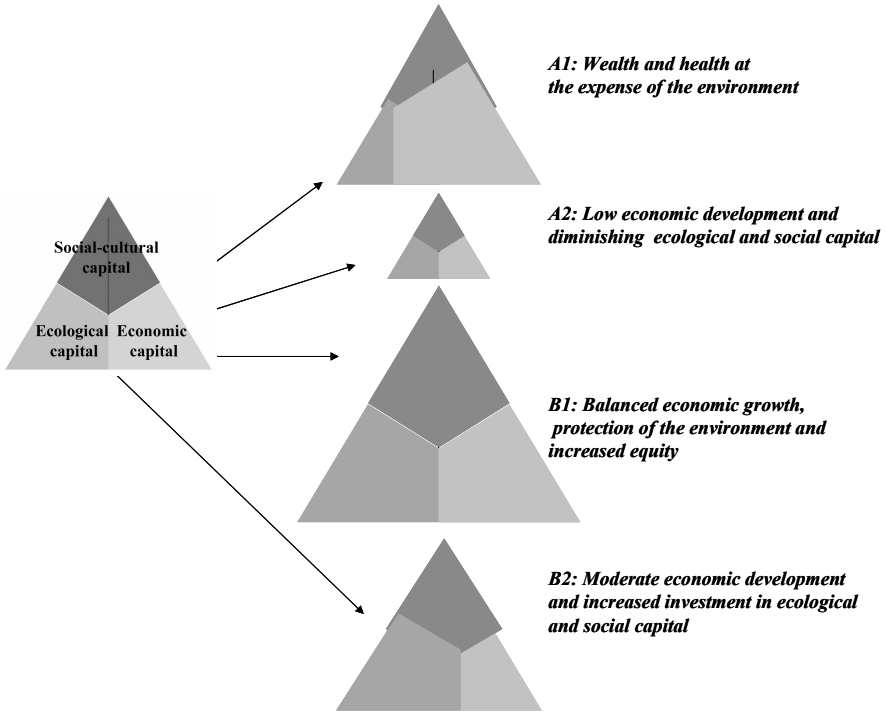 Social-cultural
capital
Ecological
capital
Economic
capital
A1: Wealth and health at
the expense of the environment
A2: Low economic development and
diminishing ecological and social capital
B1: Balanced economic growth,
protection of the environment and
increased equity
B2: Moderate economic development
and increased investment in ecological
and social capital